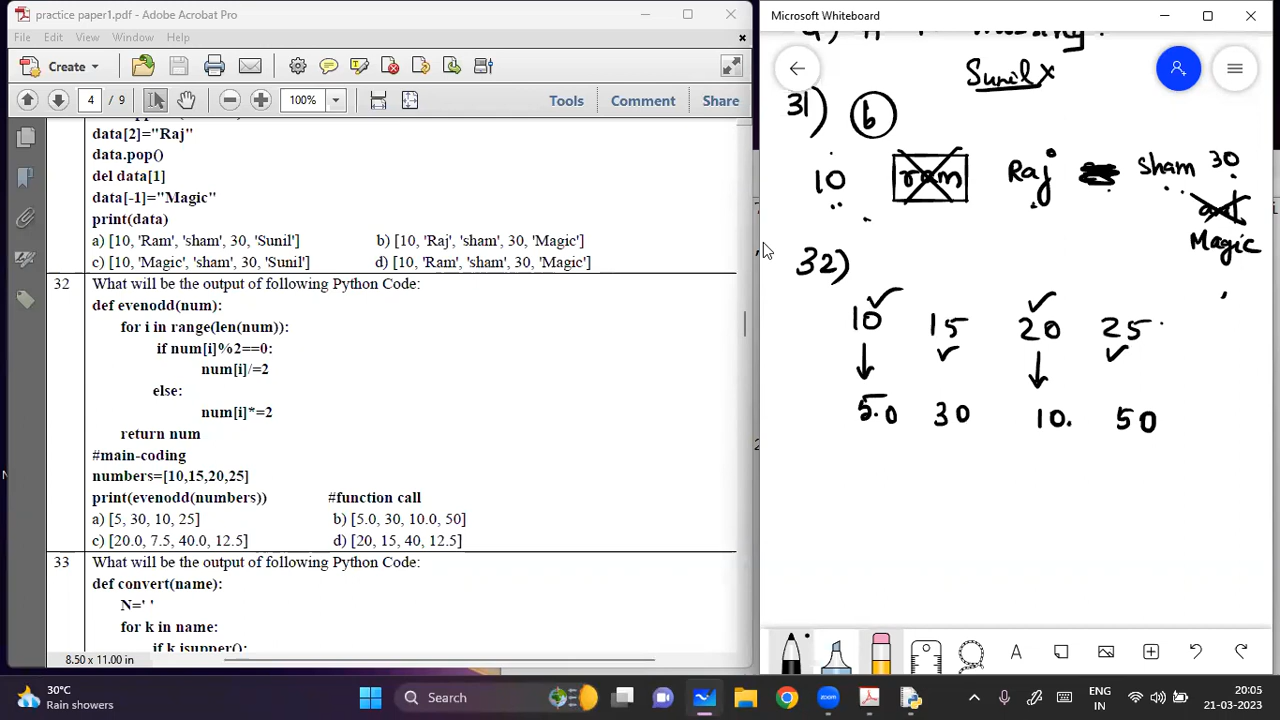 practice paper1.pdf - Adobe Acrobat Pro
File Edit View Window Help
Create
4 / 9 100% Tools Comment Share
data[2]="Raj"
data.pop()
del data[1]
data[-1]="Magic"
print(data)
a) [10, 'Ram', 'sham', 30, 'Sunil'] b) [10, 'Raj', 'sham', 30, 'Magic']
c) [10, 'Magic', 'sham', 30, 'Sunil'] d) [10, 'Ram', 'sham', 30, 'Magic']
32 What will be the output of following Python Code:
def evenodd(num):
for i in range(len(num)):
if num[i]%2==0:
num[i]/=2
else:
num[i]*=2
return num
#main-coding
numbers=[10,15,20,25]
print(evenodd(numbers)) #function call
a) [5, 30, 10, 25] b) [5.0, 30, 10.0, 50]
c) [20.0, 7.5, 40.0, 12.5] d) [20, 15, 40, 12.5]
33 What will be the output of following Python Code:
def convert(name):
N=' '
for k in name:
if k.isupper():
8.50 x 11.00 in
Microsoft Whiteboard
Sunil x
31) b
10 ram Raj Sham 30
Magic
32)
10 15 20 25
5.0 30 10. 50
30°C
Rain showers
Search
zoom
ENG
IN
20:05
21-03-2023